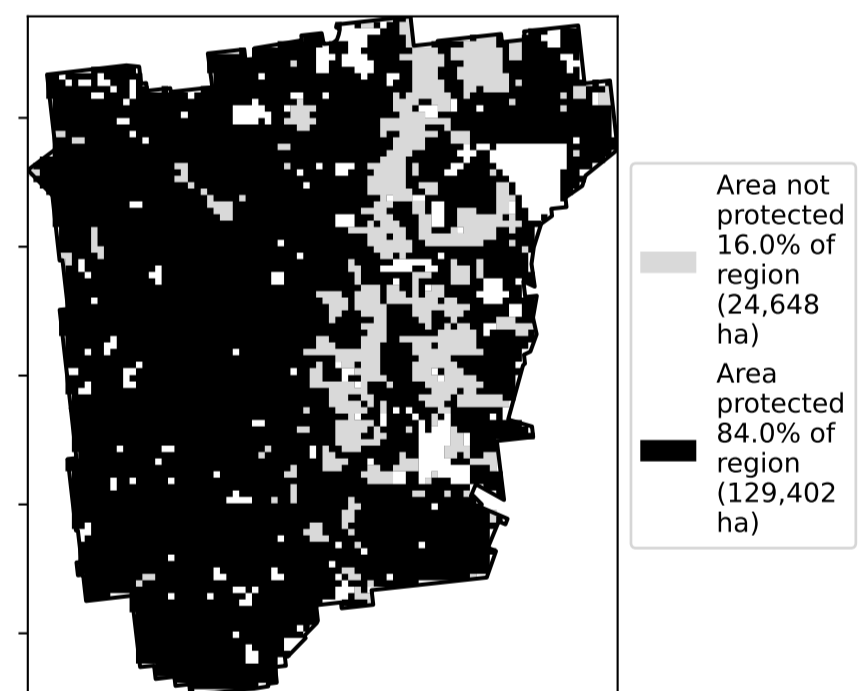 Area not
protected
16.0% of
region
(24,648
ha)
Area
protected
84.0% of
region
(129,402
ha)